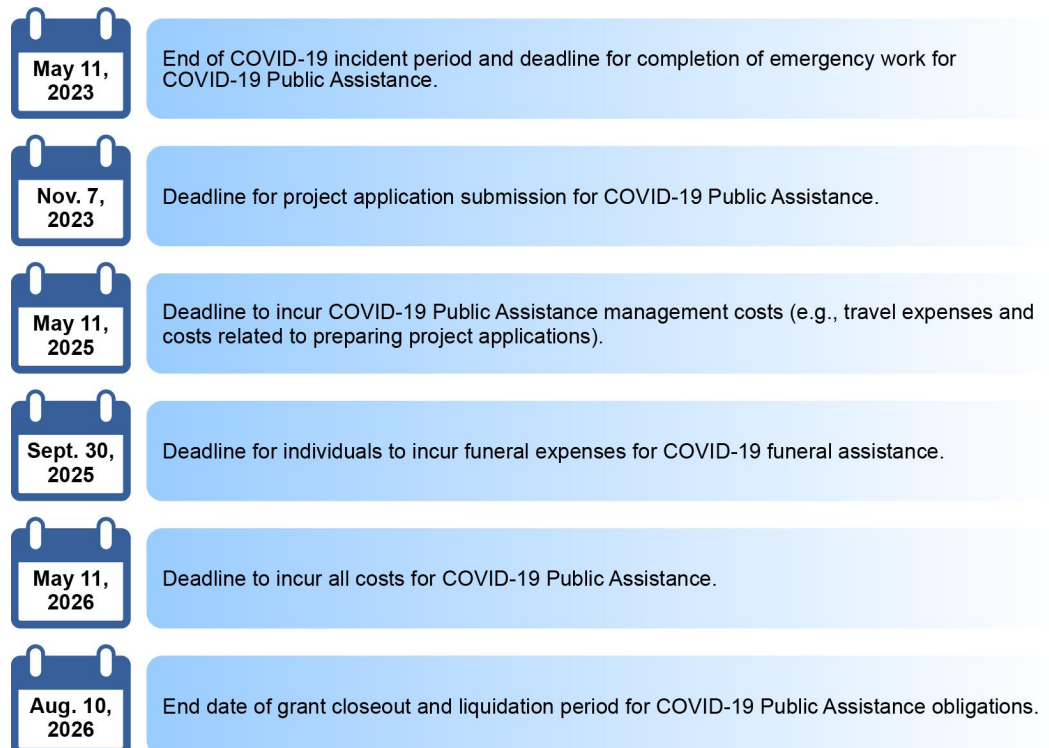 May 11,
2023
End of COVID-19 incident period and deadline for completion of emergency work for
COVID-19 Public Assistance.
Nov. 7,
2023
Deadline for project application submission for COVID-19 Public Assistance.
May 11,
2025
Deadline to incur COVID-19 Public Assistance management costs (e.g., travel expenses and
costs related to preparing project applications).
Sept. 30,
2025
Deadline for individuals to incur funeral expenses for COVID-19 funeral assistance.
May 11,
2026
Deadline to incur all costs for COVID-19 Public Assistance.
Aug. 10,
2026
End date of grant closeout and liquidation period for COVID-19 Public Assistance obligations.